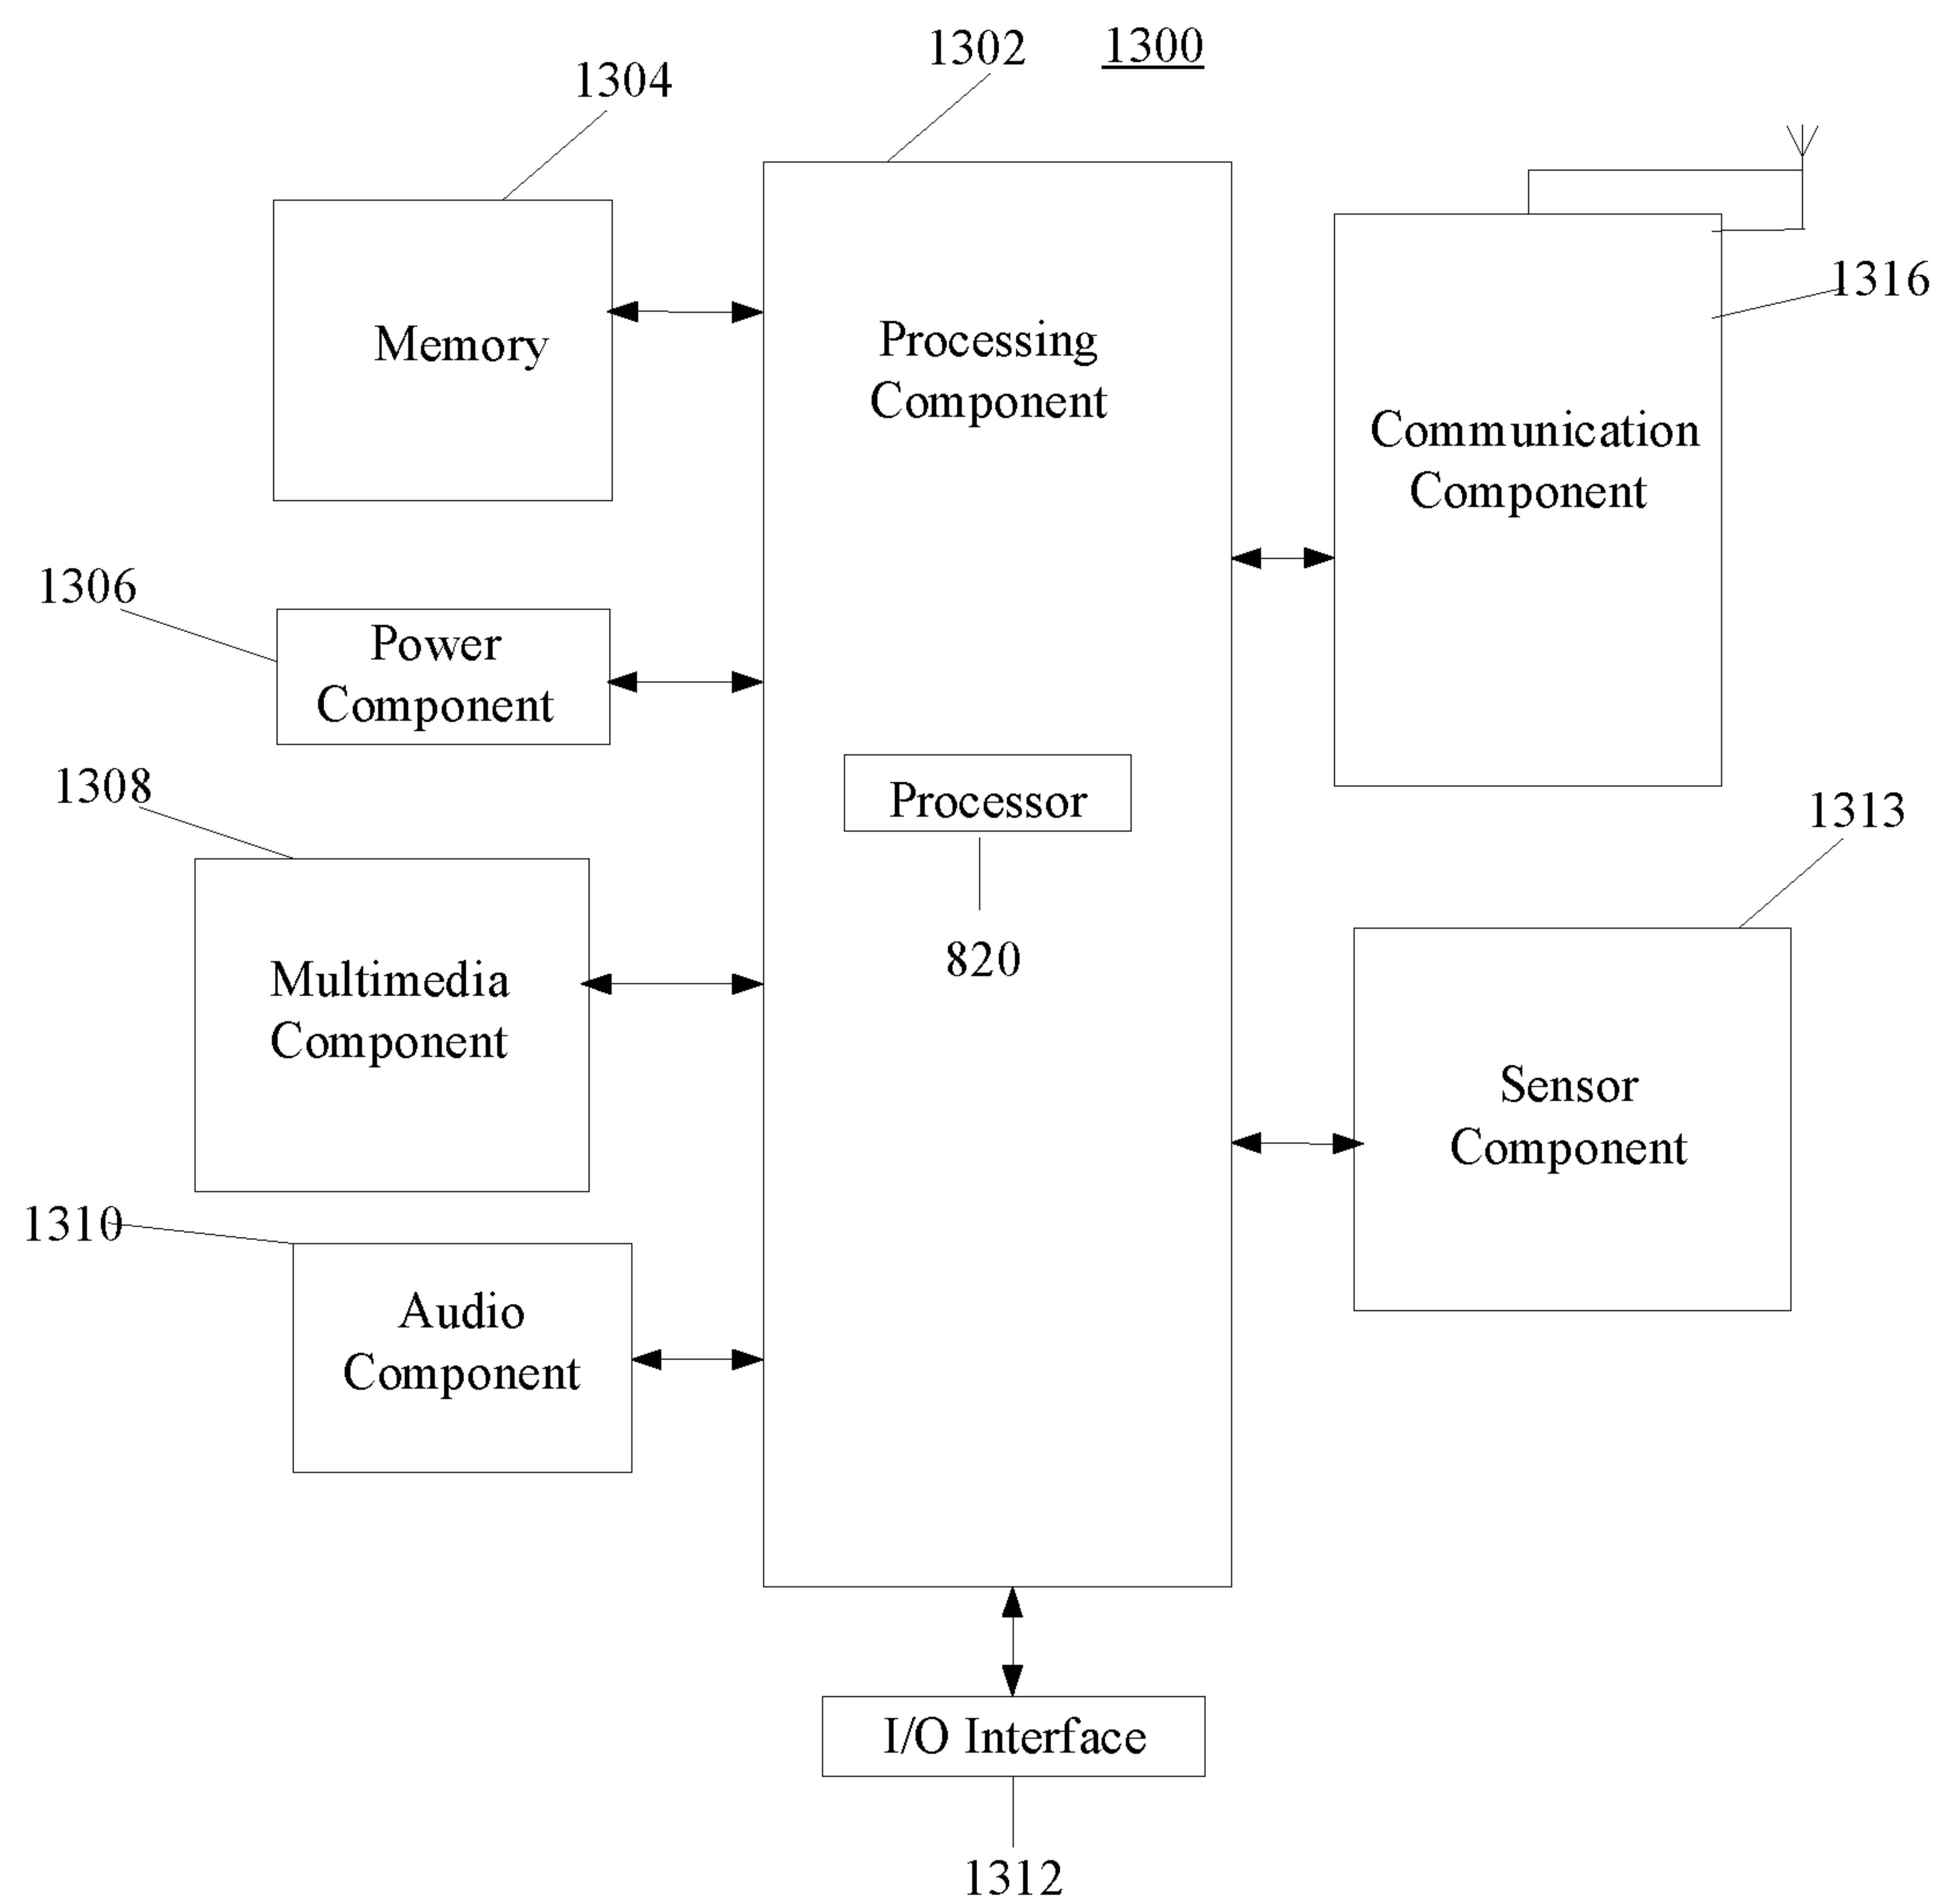 1302
1300
1304
1316
Memory
Processing
Component
Communication
Component
1306
Power
Component
1308
Processor
820
1313
Multimedia
Component
Sensor
Component
1310
Audio
Component
I/O Interface
1312